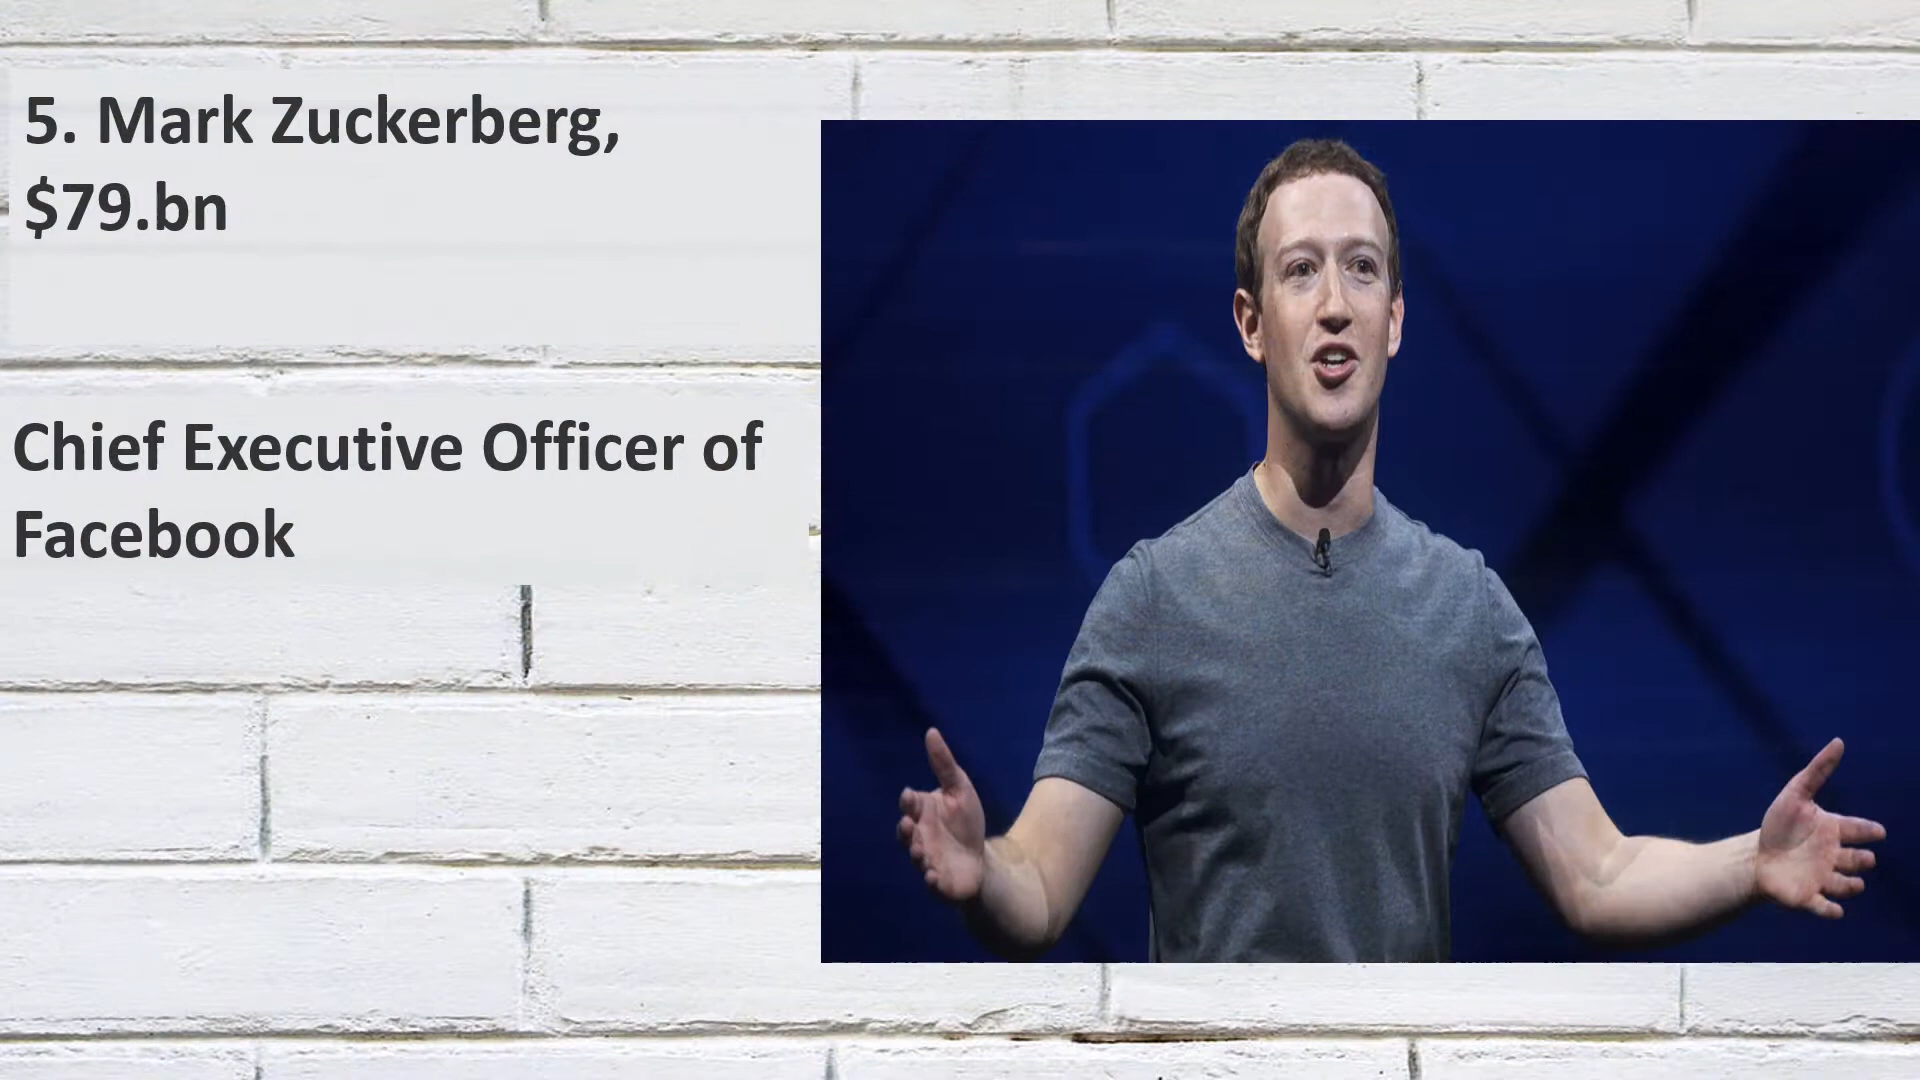 5. Mark Zuckerberg,
$79.bn
Chief Executive Officer of
Facebook